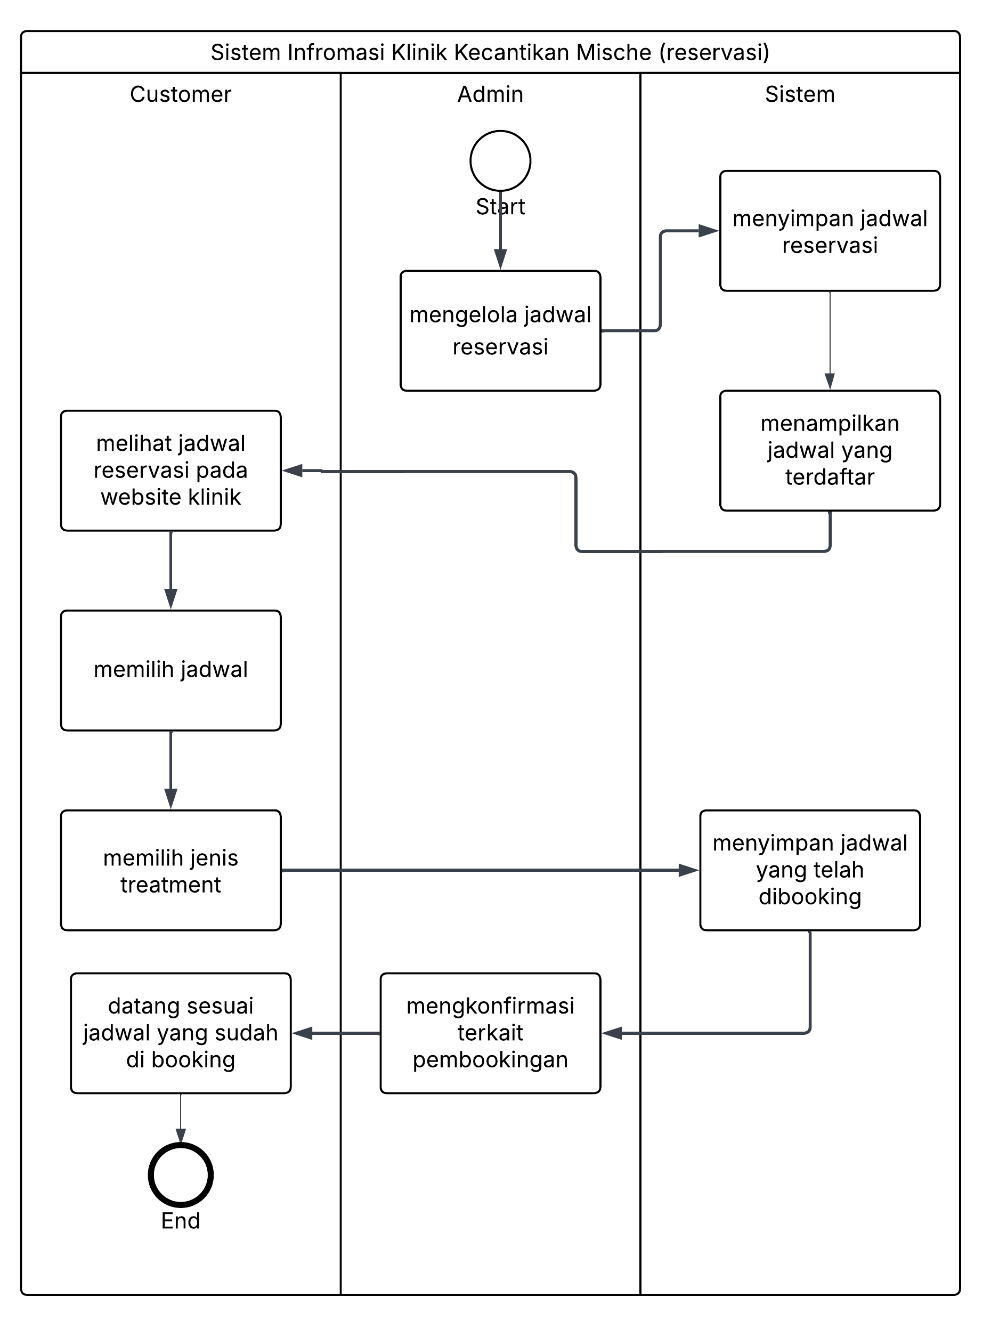 Sistem Infromasi Klinik Kecantikan Mische (reservasi)
Customer
Admin
Sistem
Start
menyimpan jadwal
reservasi
mengelola jadwal
reservasi
menampilkan
jadwal yang
terdaftar
melihat jadwal
reservasi pada
website klinik
memilih jadwal
memilih jenis
treatment
menyimpan jadwal
yang telah
dibooking
mengkonfirmasi
terkait
pembookingan
datang sesuai
jadwal yang sudah
di booking
End